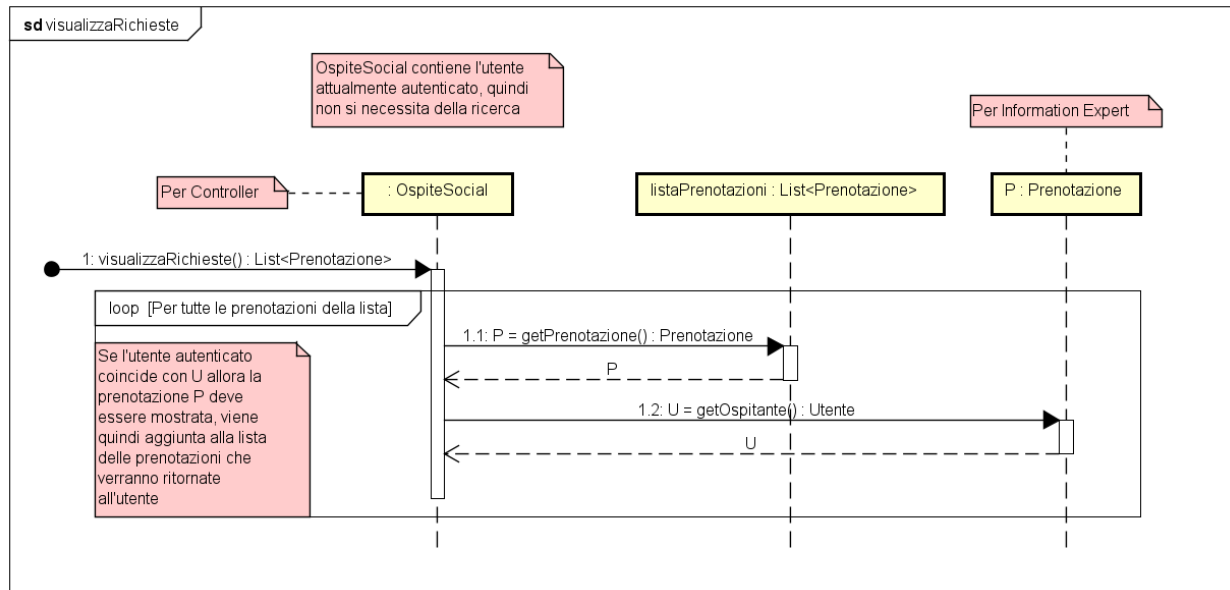 sd visualizzaRichieste
OspiteSocial contiene l'utente
attualmente autenticato, quindi
non si necessita della ricerca
Per Information Expert
Per Controller
: OspiteSocial
listaPrenotazioni : List<Prenotazione>
P : Prenotazione
1: visualizzaRichieste() : List<Prenotazione>
loop [Per tutte le prenotazioni della lista]
1.1: P = getPrenotazione() : Prenotazione
P
1.2: U = getOspitante() : Utente
U
Se l'utente autenticato
coincide con U allora la
prenotazione P deve
essere mostrata, viene
quindi aggiunta alla lista
delle prenotazioni che
verranno ritornate
all'utente